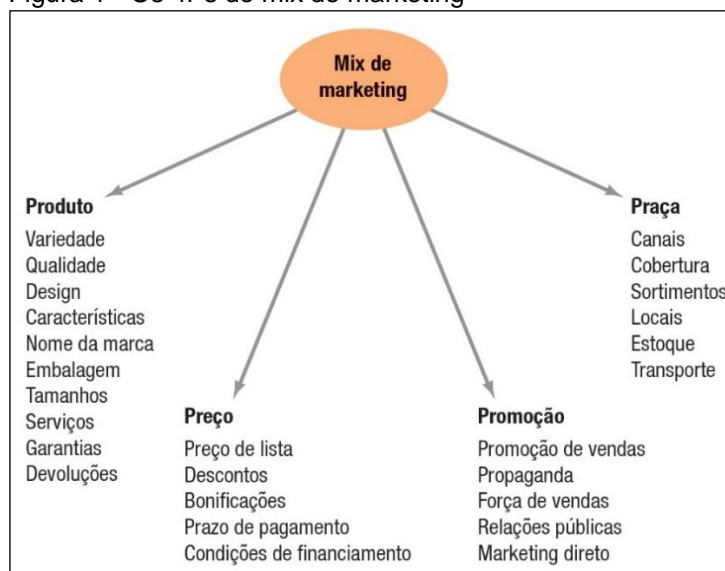 Mix de
marketing
Produto
Variedade
Qualidade
Design
Características
Nome da marca
Embalagem
Tamanhos
Serviços
Garantias
Devoluções
Preço
Preço de lista
Descontos
Bonificações
Prazo de pagamento
Condições de financiamento
Promoção
Promoção de vendas
Propaganda
Força de vendas
Relações públicas
Marketing direto
Praça
Canais
Cobertura
Sortimentos
Locais
Estoque
Transporte